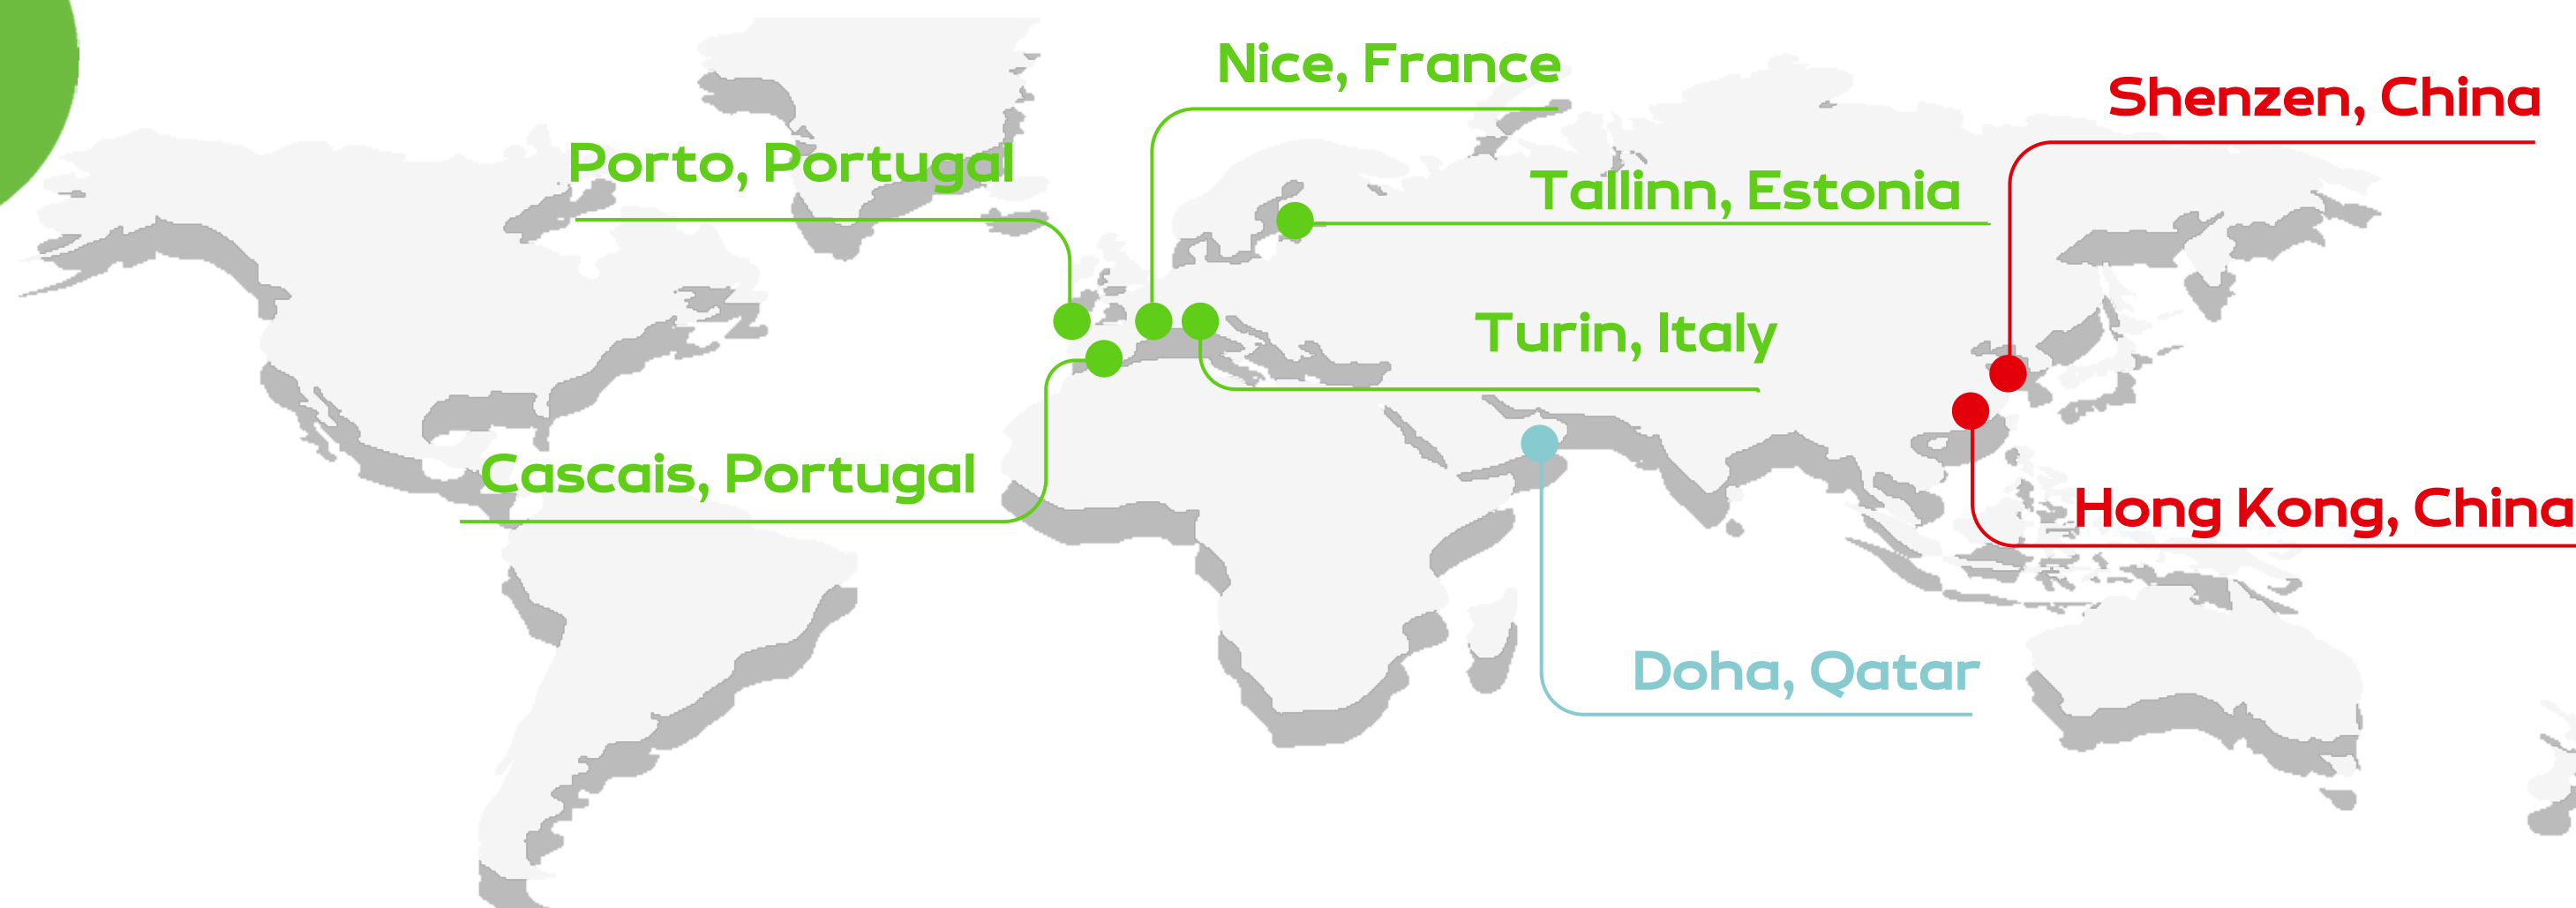 Nice, France
Shenzen, China
Porto, Portugal
Tallinn, Estonia
Turin, Italy
Cascais, Portugal
Hong Kong, China
Doha, Qatar